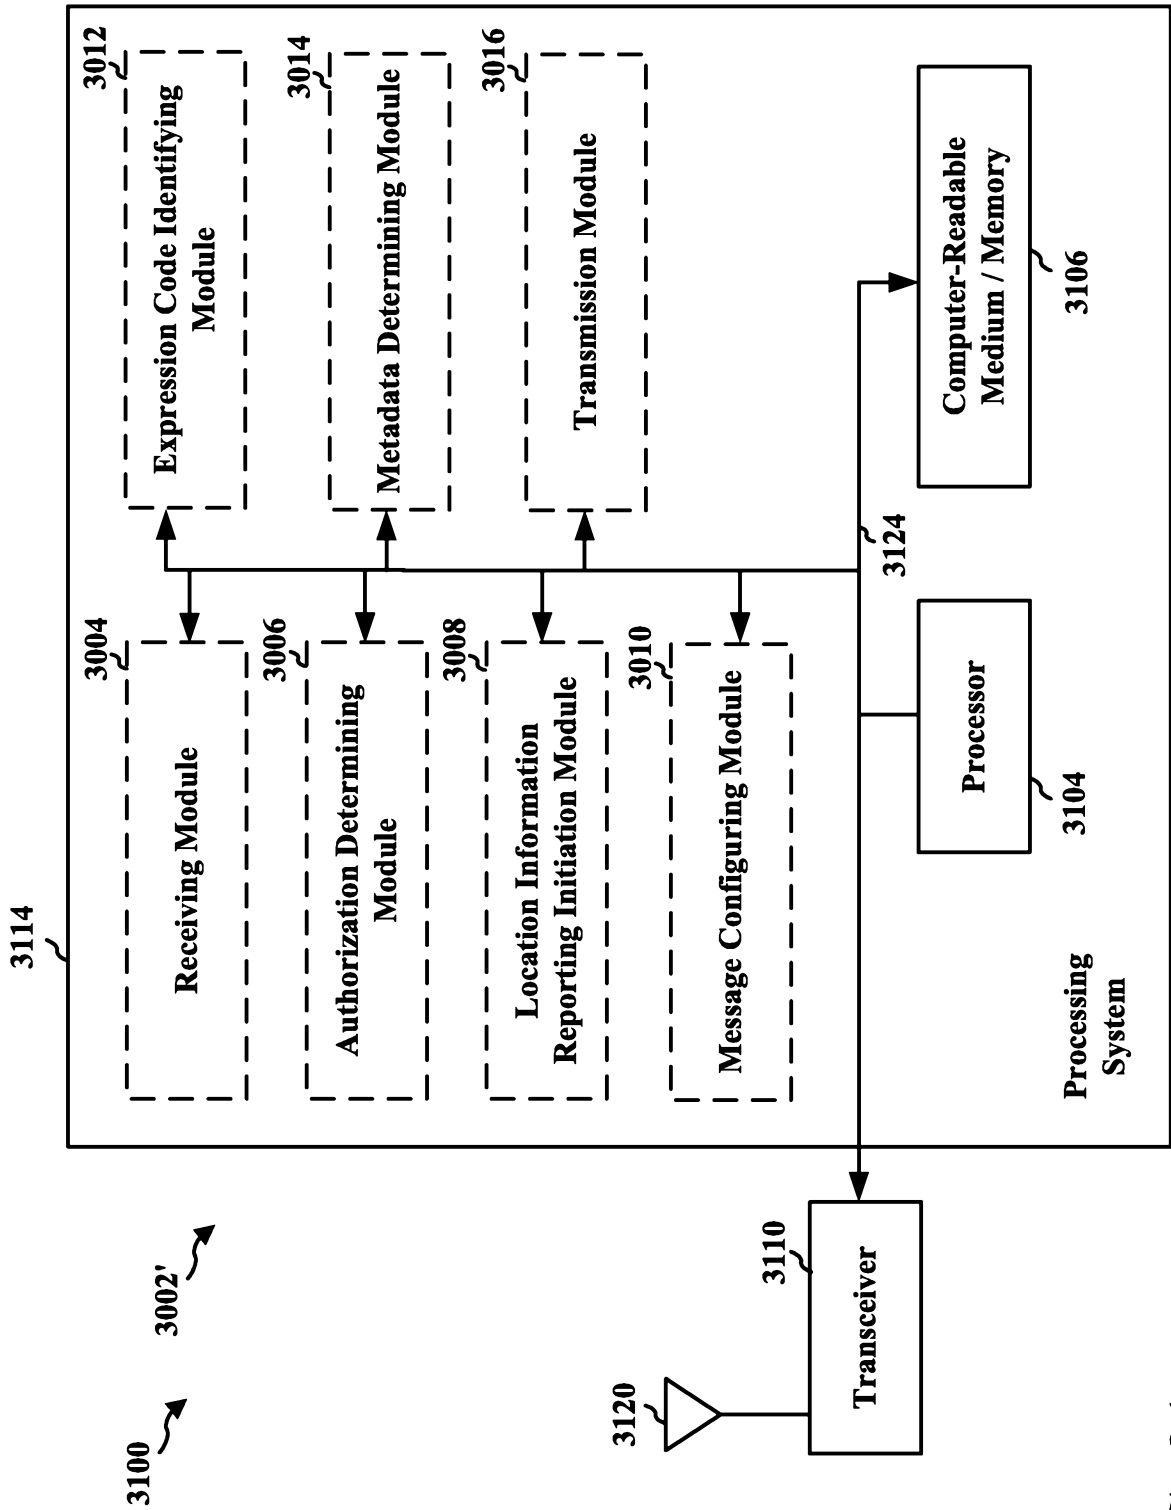 3100
3002'
3114
3004
Receiving Module
3012
Expression Code Identifying
Module
3006
Authorization Determining
Module
3014
Metadata Determining Module
3008
Location Information
Reporting Initiation Module
3016
Transmission Module
3010
Message Configuring Module
3120
3110
Transceiver
3124
Processor
3104
Computer-Readable
Medium / Memory
3106
Processing
System